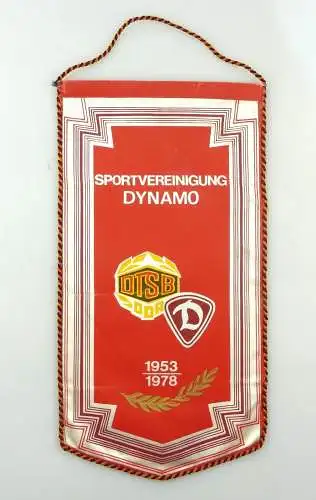 SPORTVEREINIGUNG
DYNAMO
DTSB
DDR
D
1953
1978